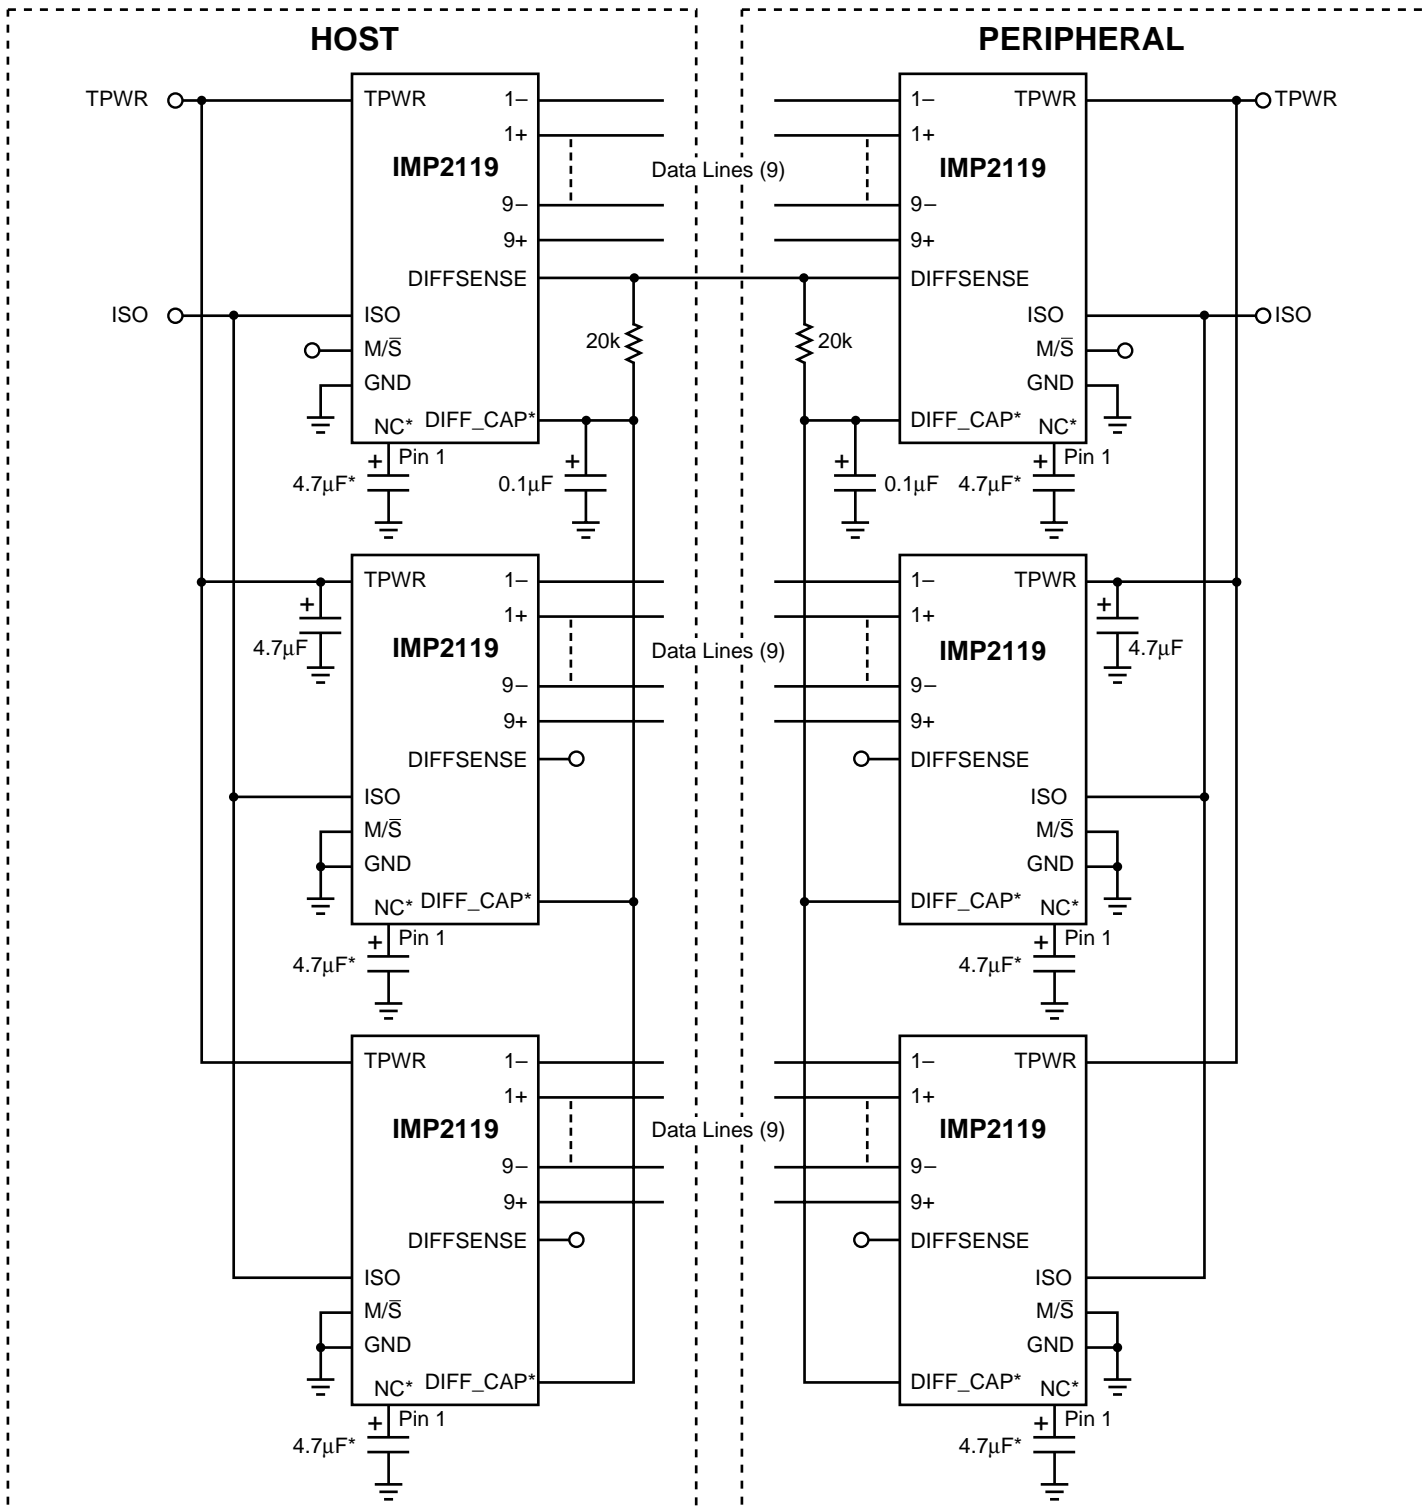 HOST PERIPHERAL
TPWR TPWR 1– 1– TPWR TPWR
1+ 1+
IMP2119 Data Lines (9) IMP2119
9– 9–
9+ 9+
DIFFSENSE DIFFSENSE
ISO ISO ISO ISO
M/S̅ 20k 20k M/S̅
GND GND
NC* DIFF_CAP* DIFF_CAP* NC*
+ Pin 1 + + + Pin 1
4.7µF* 0.1µF 0.1µF 4.7µF*
TPWR 1– 1– TPWR
+ 1+ 1+ +
4.7µF IMP2119 Data Lines (9) IMP2119 4.7µF
9– 9–
9+ 9+
DIFFSENSE DIFFSENSE
ISO ISO
M/S̅ M/S̅
GND GND
NC* DIFF_CAP* DIFF_CAP* NC*
+ Pin 1 + Pin 1
4.7µF* 4.7µF*
TPWR 1– 1– TPWR
1+ 1+
IMP2119 Data Lines (9) IMP2119
9– 9–
9+ 9+
DIFFSENSE DIFFSENSE
ISO ISO
M/S̅ M/S̅
GND GND
NC* DIFF_CAP* DIFF_CAP* NC*
+ Pin 1 + Pin 1
4.7µF* 4.7µF*